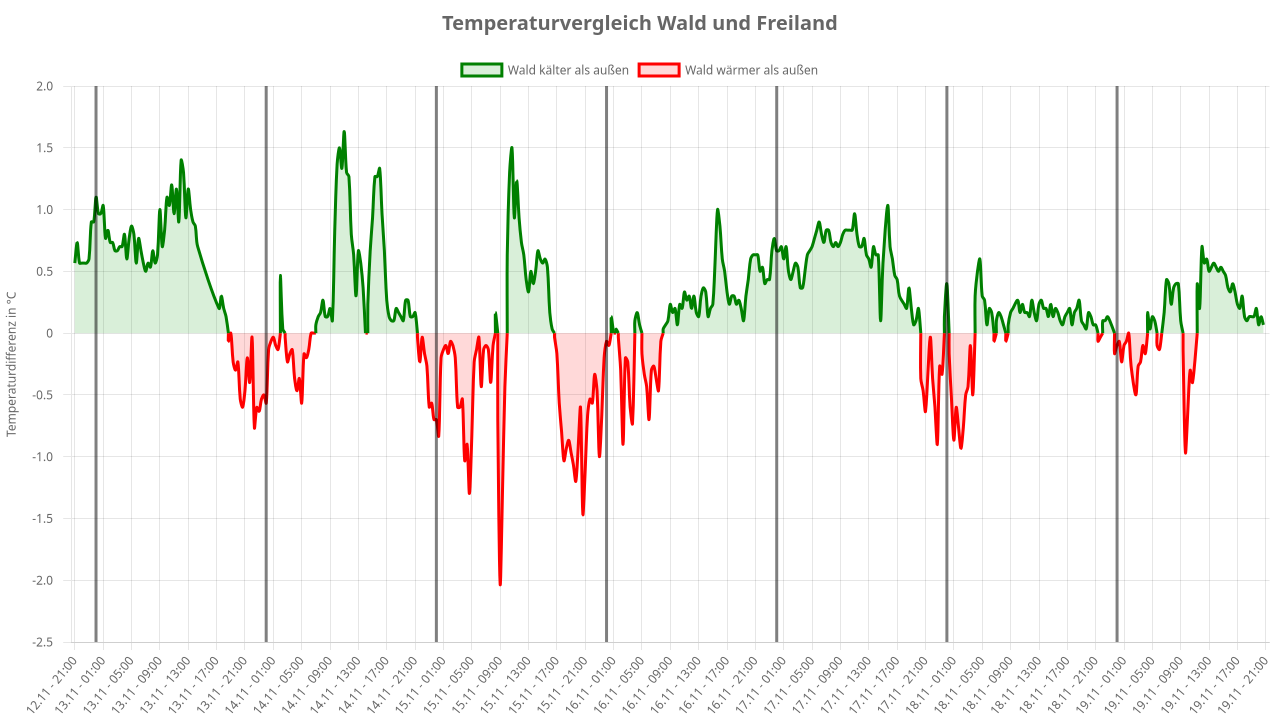 Temperaturvergleich Wald und Freiland
Wald kälter als außen Wald wärmer als außen
Temperaturdifferenz in °C
2.0
1.5
1.0
0.5
0
-0.5
-1.0
-1.5
-2.0
-2.5
12.11 - 21:00
13.11 - 01:00
13.11 - 05:00
13.11 - 09:00
13.11 - 13:00
13.11 - 17:00
13.11 - 21:00
14.11 - 01:00
14.11 - 05:00
14.11 - 09:00
14.11 - 13:00
14.11 - 17:00
14.11 - 21:00
15.11 - 01:00
15.11 - 05:00
15.11 - 09:00
15.11 - 13:00
15.11 - 17:00
15.11 - 21:00
16.11 - 01:00
16.11 - 05:00
16.11 - 09:00
16.11 - 13:00
16.11 - 17:00
16.11 - 21:00
17.11 - 01:00
17.11 - 05:00
17.11 - 09:00
17.11 - 13:00
17.11 - 17:00
17.11 - 21:00
18.11 - 01:00
18.11 - 05:00
18.11 - 09:00
18.11 - 13:00
18.11 - 17:00
18.11 - 21:00
19.11 - 01:00
19.11 - 05:00
19.11 - 09:00
19.11 - 13:00
19.11 - 17:00
19.11 - 21:00